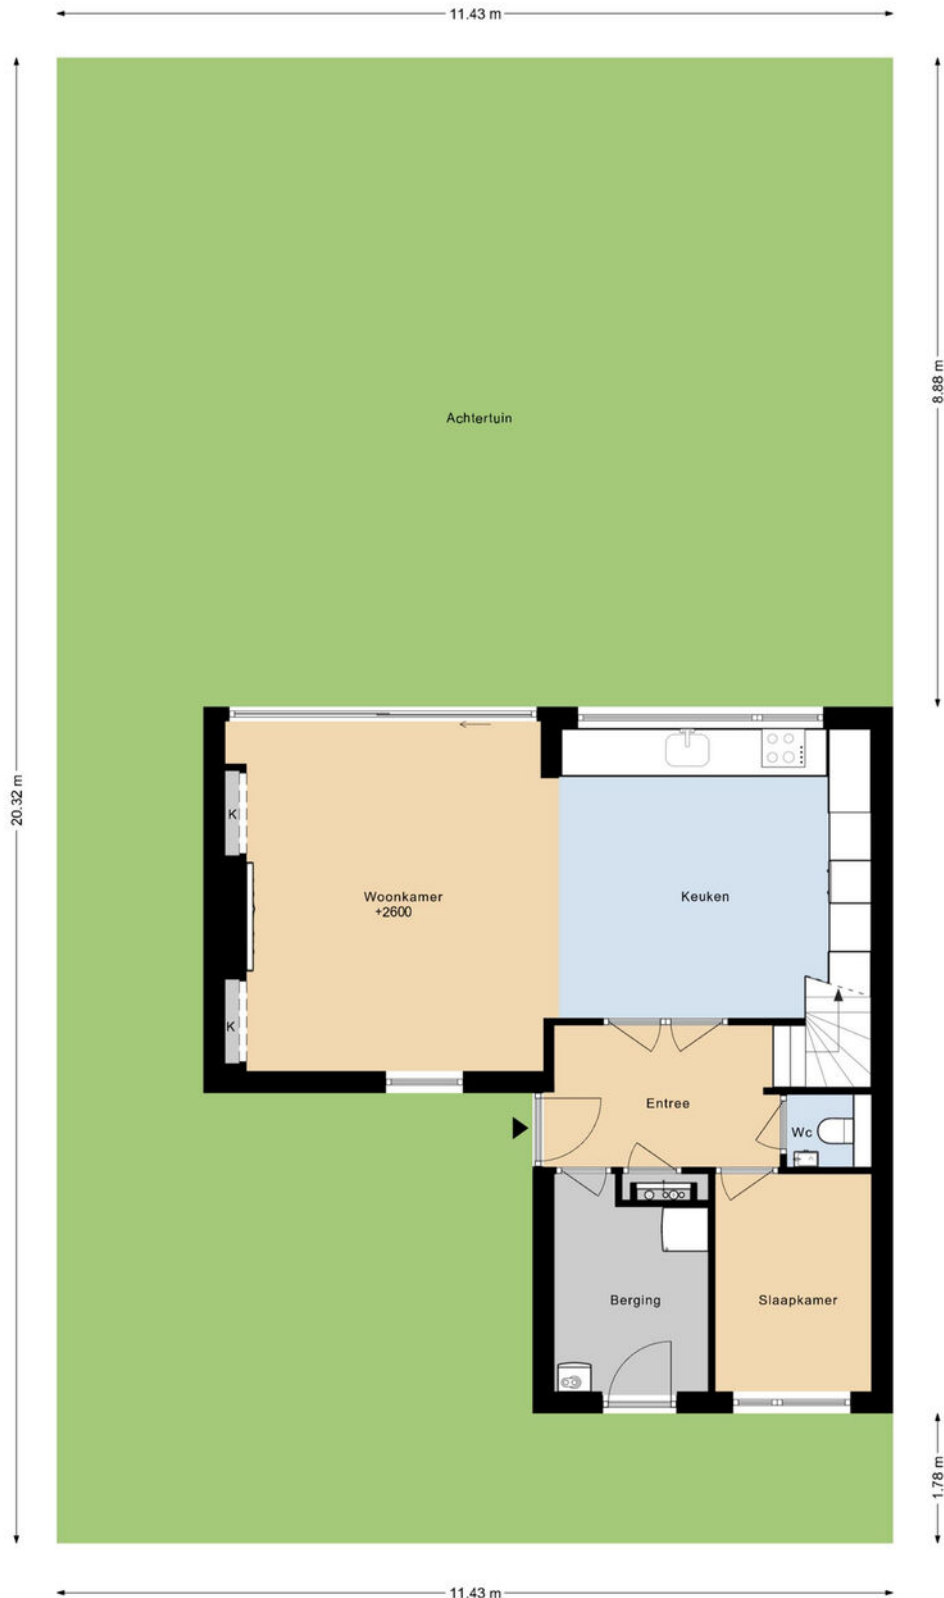 11.43 m
8.88 m
Achtertuin
20.32 m
K
Woonkamer
+2600
Keuken
K
Entree
Wc
Berging
Slaapkamer
1.78 m
11.43 m